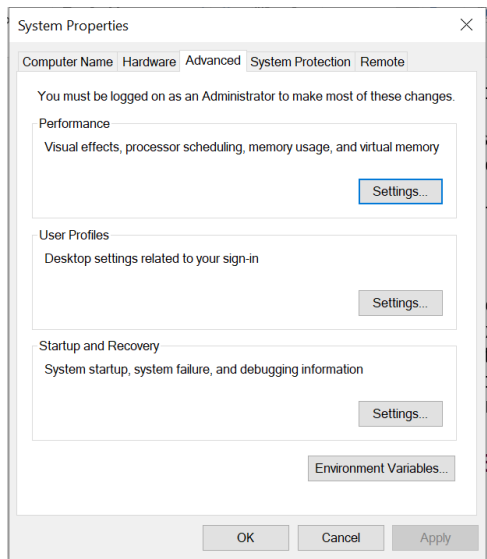 System Properties
Computer Name Hardware Advanced System Protection Remote
You must be logged on as an Administrator to make most of these changes.
Performance
Visual effects, processor scheduling, memory usage, and virtual memory
Settings...
User Profiles
Desktop settings related to your sign-in
Settings...
Startup and Recovery
System startup, system failure, and debugging information
Settings...
Environment Variables...
OK Cancel Apply